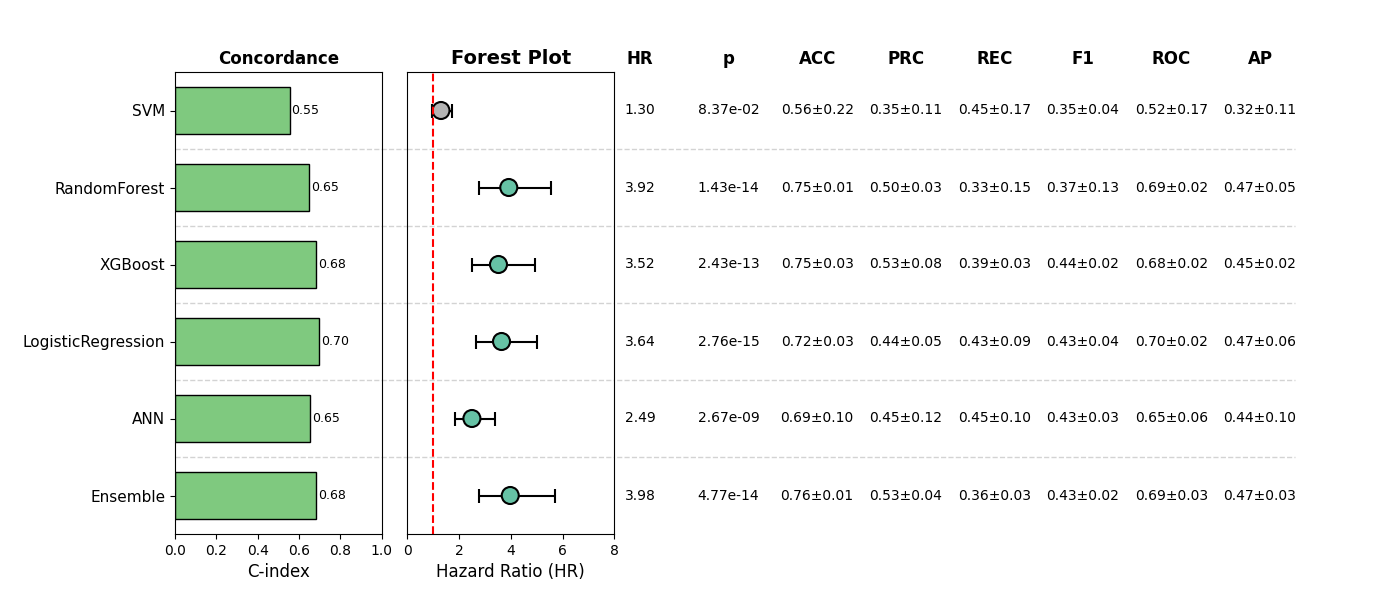 Concordance Forest Plot HR p ACC PRC REC F1 ROC AP
SVM 0.55 1.30 8.37e-02 0.56±0.22 0.35±0.11 0.45±0.17 0.35±0.04 0.52±0.17 0.32±0.11
RandomForest 0.65 3.92 1.43e-14 0.75±0.01 0.50±0.03 0.33±0.15 0.37±0.13 0.69±0.02 0.47±0.05
XGBoost 0.68 3.52 2.43e-13 0.75±0.03 0.53±0.08 0.39±0.03 0.44±0.02 0.68±0.02 0.45±0.02
LogisticRegression 0.70 3.64 2.76e-15 0.72±0.03 0.44±0.05 0.43±0.09 0.43±0.04 0.70±0.02 0.47±0.06
ANN 0.65 2.49 2.67e-09 0.69±0.10 0.45±0.12 0.45±0.10 0.43±0.03 0.65±0.06 0.44±0.10
Ensemble 0.68 3.98 4.77e-14 0.76±0.01 0.53±0.04 0.36±0.03 0.43±0.02 0.69±0.03 0.47±0.03
0.0 0.2 0.4 0.6 0.8 1.0 0 2 4 6 8
C-index Hazard Ratio (HR)